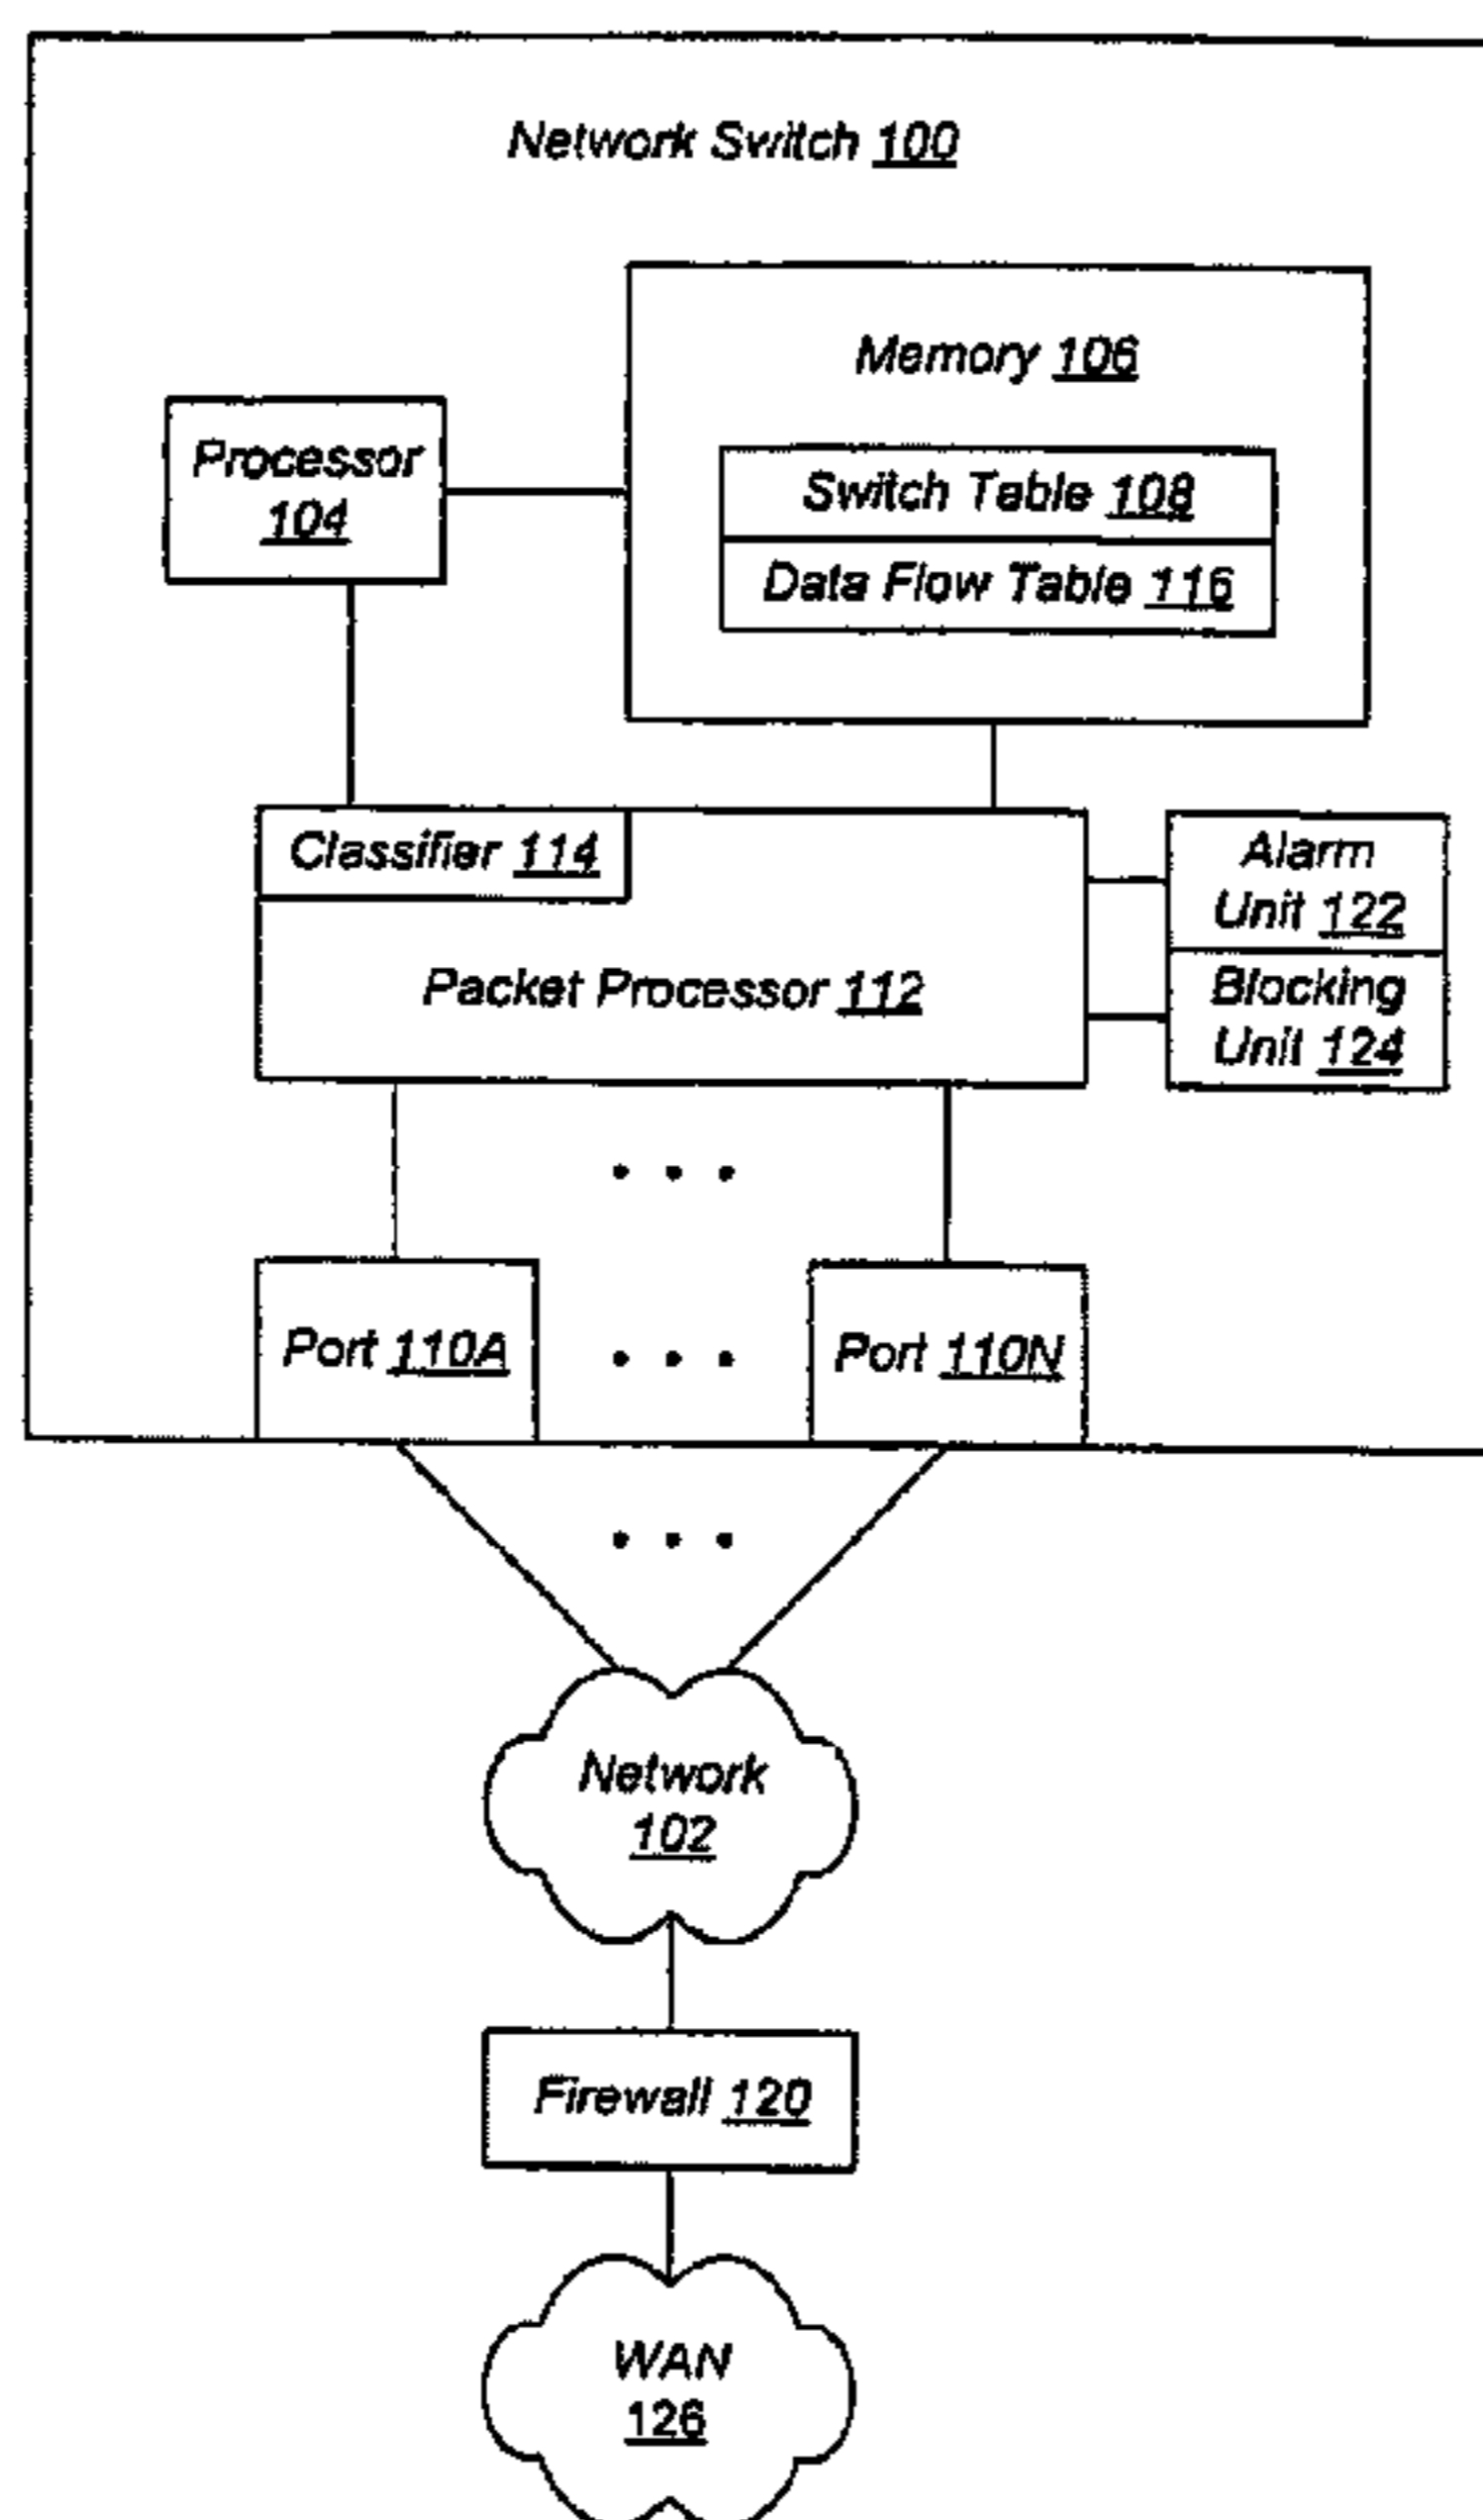 Network Switch 100
Memory 106
Processor
104
Switch Table 108
Data Flow Table 116
Classifier 114
Alarm
Unit 122
Packet Processor 112
Blocking
Unit 124
Port 110A
Port 110N
Network
102
Firewall 120
WAN
126